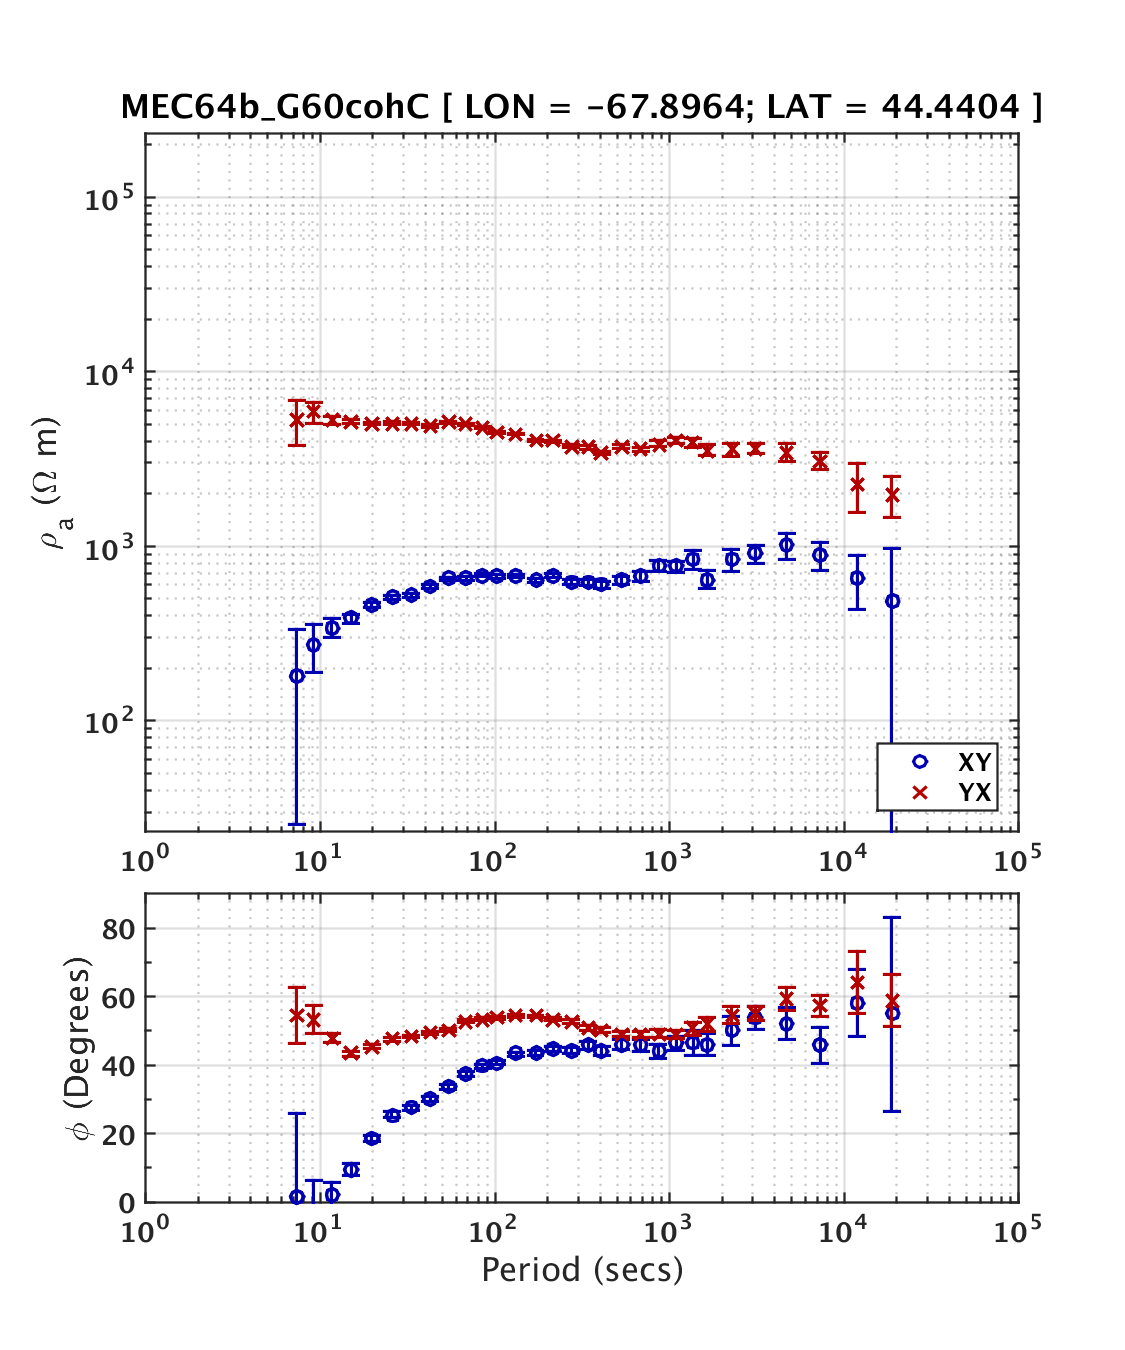 MEC64b_G60cohC [ LON = -67.8964; LAT = 44.4404 ]
10^5
10^4
10^3
10^2
ρa (Ω m)
XY
YX
10^0 10^1 10^2 10^3 10^4 10^5
80
60
40
20
0
ϕ (Degrees)
10^0 10^1 10^2 10^3 10^4 10^5
Period (secs)